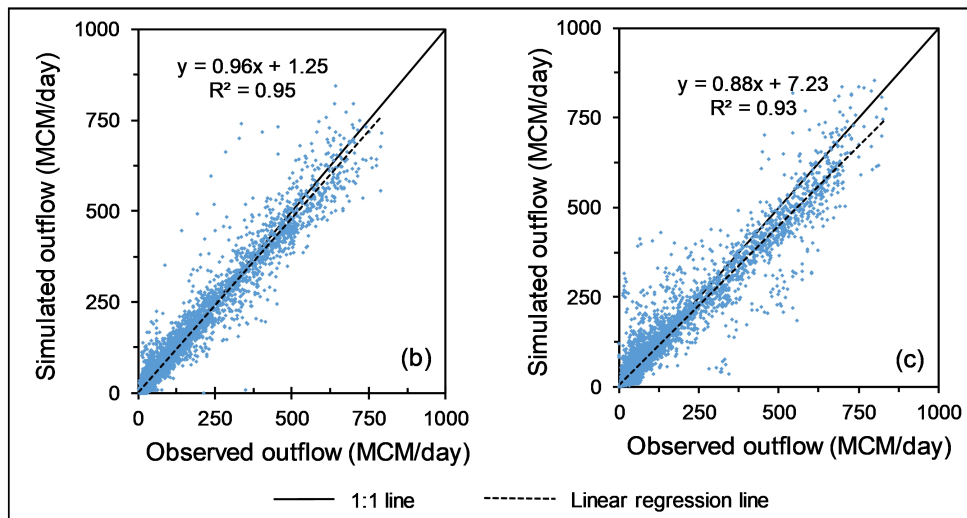 1000
750
500
250
0
Simulated outflow (MCM/day)
y = 0.96x + 1.25
R² = 0.95
(b)
0 250 500 750 1000
Observed outflow (MCM/day)
1000
750
500
250
0
Simulated outflow (MCM/day)
y = 0.88x + 7.23
R² = 0.93
(c)
0 250 500 750 1000
Observed outflow (MCM/day)
1:1 line
Linear regression line